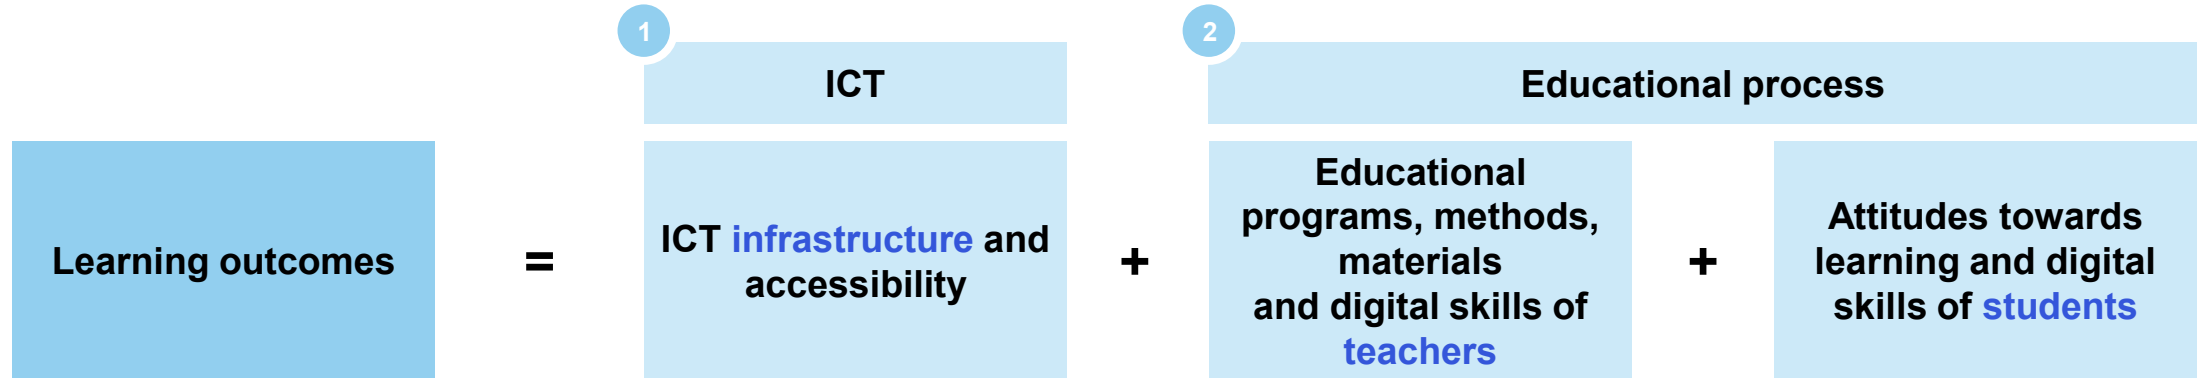 1
ICT
2
Educational process
Learning outcomes
=
ICT infrastructure and
accessibility
+
Educational
programs, methods,
materials
and digital skills of
teachers
+
Attitudes towards
learning and digital
skills of students